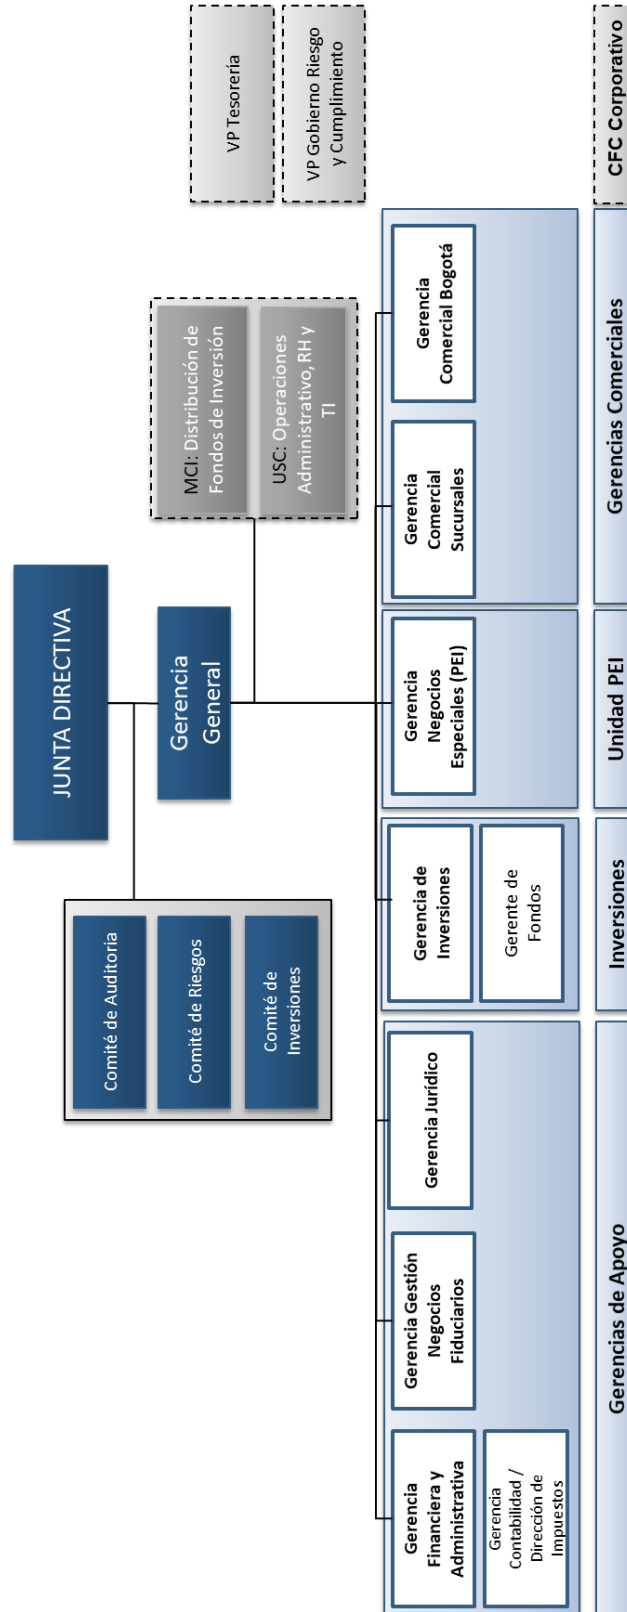 JUNTA DIRECTIVA
Comité de Auditoria
Comité de Riesgos
Comité de
Inversiones
Gerencia
General
MCI: Distribución de
Fondos de Inversión
USC: Operaciones
Administrativo, RH y
TI
VP Tesorería
VP Gobierno Riesgo
y Cumplimiento
Gerencia
Financiera y
Administrativa
Gerencia
Contabilidad /
Dirección de
Impuestos
Gerencia Gestión
Negocios
Fiduciarios
Gerencia Jurídico
Gerencia de
Inversiones
Gerente de
Fondos
Gerencia
Negocios
Especiales (PEI)
Gerencia
Comercial
Sucursales
Gerencia
Comercial Bogotá
Gerencias de Apoyo
Inversiones
Unidad PEI
Gerencias Comerciales
CFC Corporativo